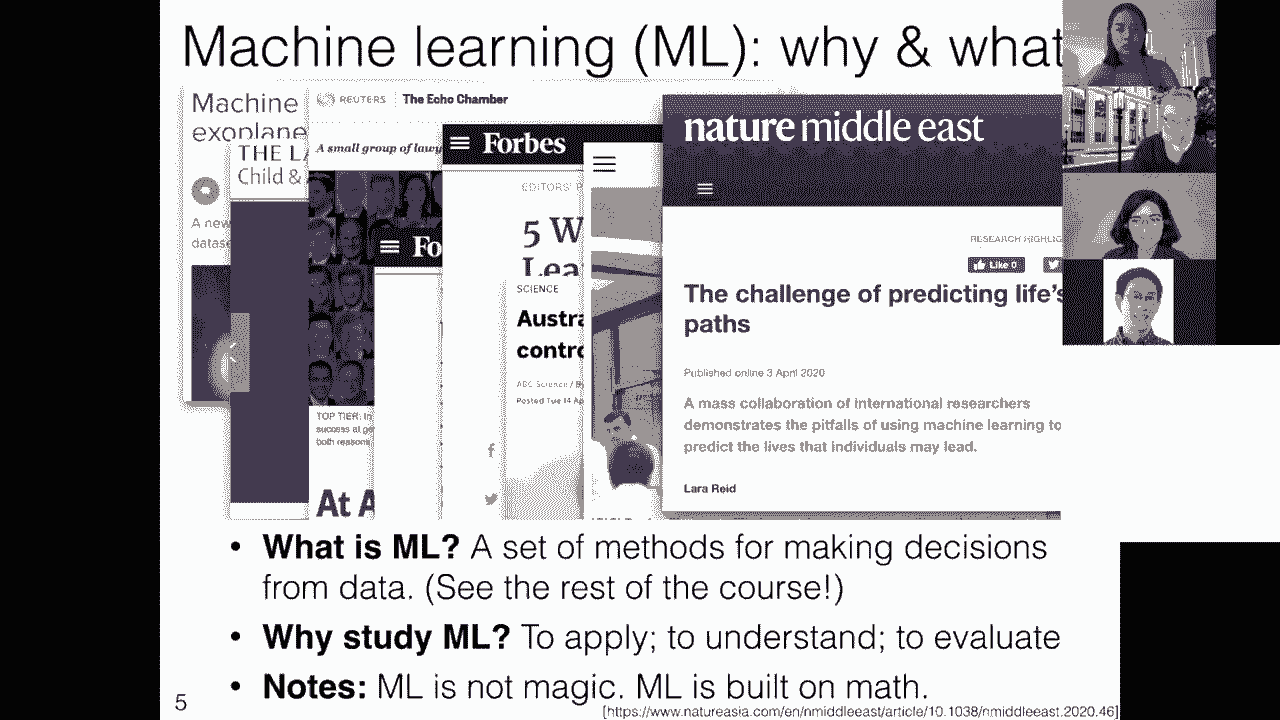 Machine learning (ML): why & what
Machine
exoplane
THE LA
Child &
A new
datase
REUTERS
The Echo Chamber
A small group of lawy
TOP TIER: In
success at ge
both reasons
At A
Fo
Forbes
EDITORS' P
5 W
Lea
SCIENCE
Austra
contro
ABC Science / B
Posted Tue 14 Ap
nature middle east
RESEARCH HIGHLIG
Like 0
The challenge of predicting life's
paths
Published online 3 April 2020
A mass collaboration of international researchers
demonstrates the pitfalls of using machine learning to
predict the lives that individuals may lead.
Lara Reid
• What is ML? A set of methods for making decisions
from data. (See the rest of the course!)
• Why study ML? To apply; to understand; to evaluate
• Notes: ML is not magic. ML is built on math.
5
[https://www.natureasia.com/en/nmiddleeast/article/10.1038/nmiddleeast.2020.46]